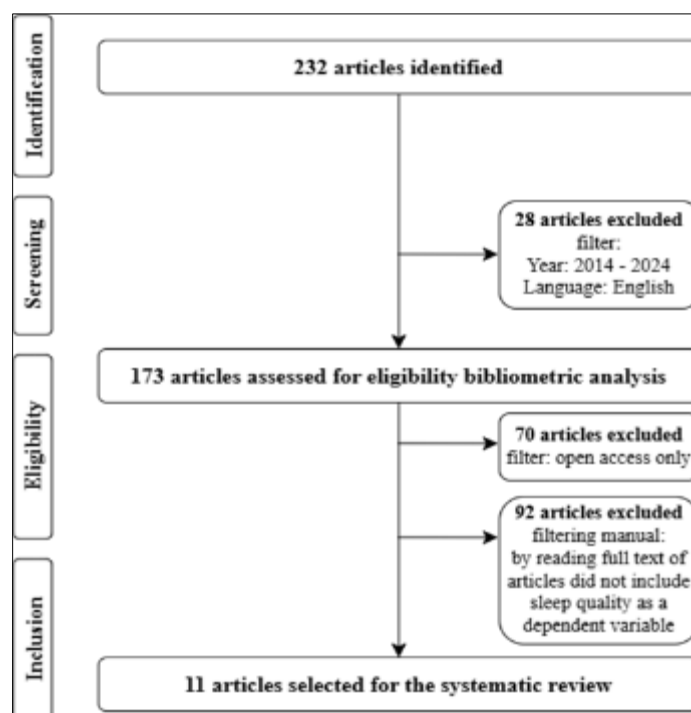 Identification
232 articles identified
Screening
28 articles excluded
filter:
Year: 2014 - 2024
Language: English
173 articles assessed for eligibility bibliometric analysis
Eligibility
70 articles excluded
filter: open access only
92 articles excluded
filtering manual:
by reading full text of
articles did not include
sleep quality as a
dependent variable
Inclusion
11 articles selected for the systematic review